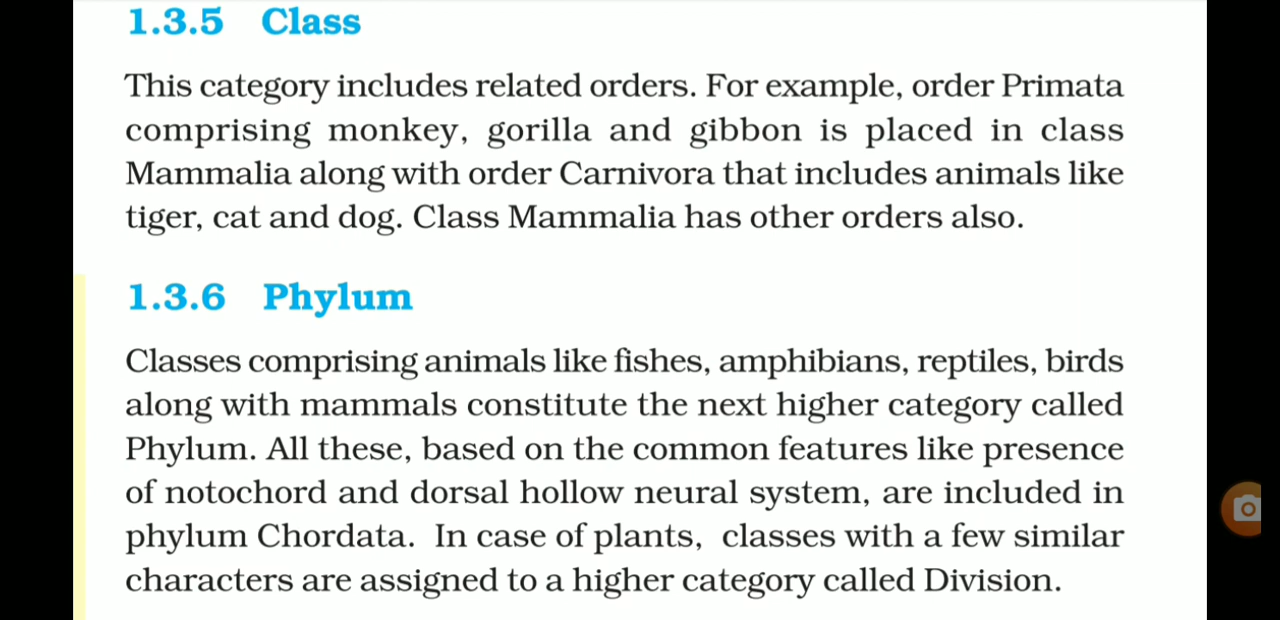 1.3.5 Class
This category includes related orders. For example, order Primata
comprising monkey, gorilla and gibbon is placed in class
Mammalia along with order Carnivora that includes animals like
tiger, cat and dog. Class Mammalia has other orders also.
1.3.6 Phylum
Classes comprising animals like fishes, amphibians, reptiles, birds
along with mammals constitute the next higher category called
Phylum. All these, based on the common features like presence
of notochord and dorsal hollow neural system, are included in
phylum Chordata. In case of plants, classes with a few similar
characters are assigned to a higher category called Division.